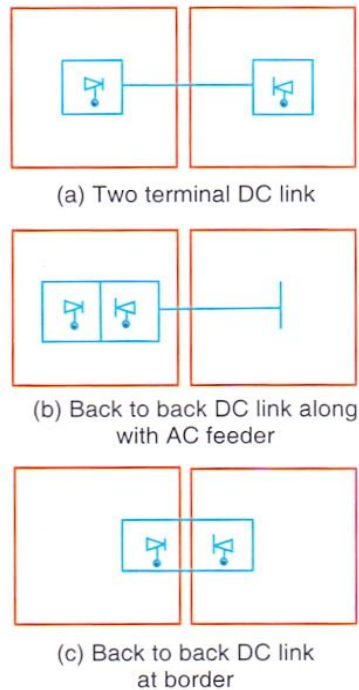 (a) Two terminal DC link
(b) Back to back DC link along
with AC feeder
(c) Back to back DC link
at border